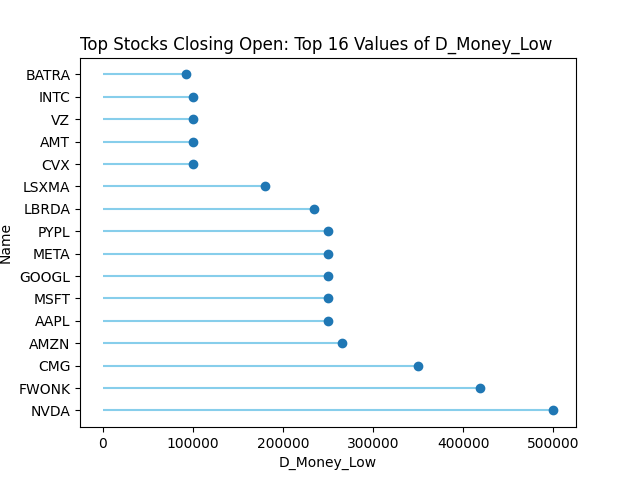 Top Stocks Closing Open: Top 16 Values of D_Money_Low
BATRA
INTC
VZ
AMT
CVX
LSXMA
LBRDA
PYPL
META
GOOGL
MSFT
AAPL
AMZN
CMG
FWONK
NVDA
Name
0 100000 200000 300000 400000 500000
D_Money_Low